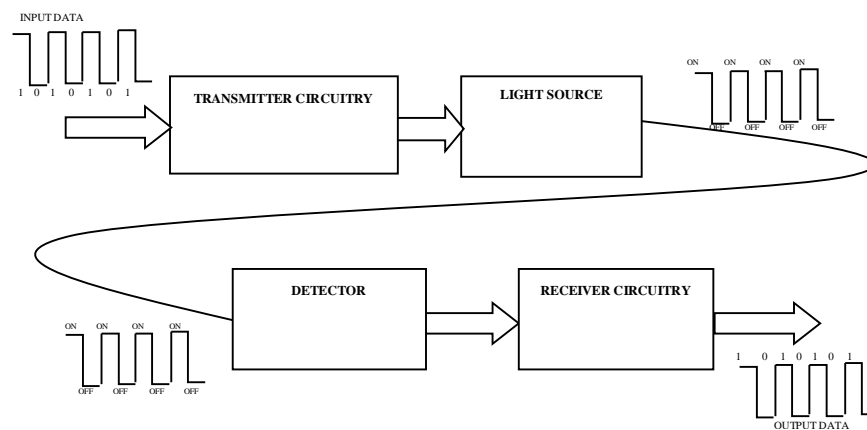 INPUT DATA
1 0 1 0 1 0 1
TRANSMITTER CIRCUITRY
LIGHT SOURCE
ON ON ON ON
OFF OFF OFF OFF
DETECTOR
RECEIVER CIRCUITRY
ON ON ON ON
OFF OFF OFF OFF
1 0 1 0 1 0 1
OUTPUT DATA